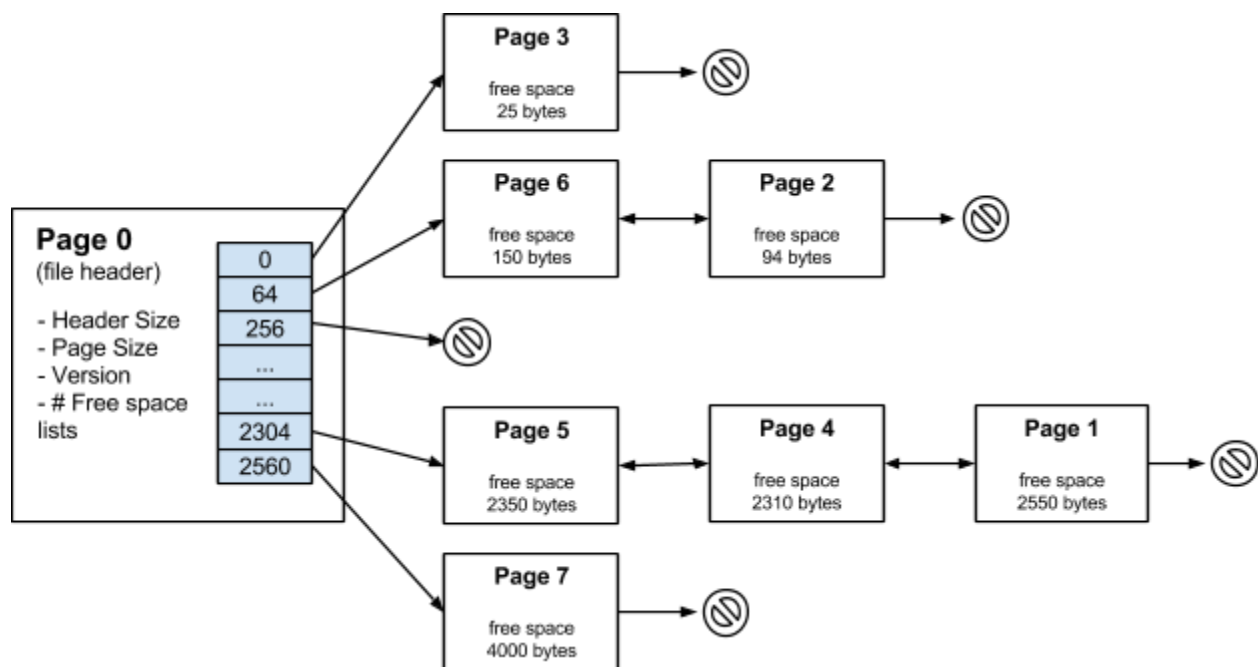 Page 0
(file header)
- Header Size
- Page Size
- Version
- # Free space
lists
0
64
256
...
...
2304
2560
Page 3
free space
25 bytes
Page 6
free space
150 bytes
Page 2
free space
94 bytes
Page 5
free space
2350 bytes
Page 4
free space
2310 bytes
Page 1
free space
2550 bytes
Page 7
free space
4000 bytes